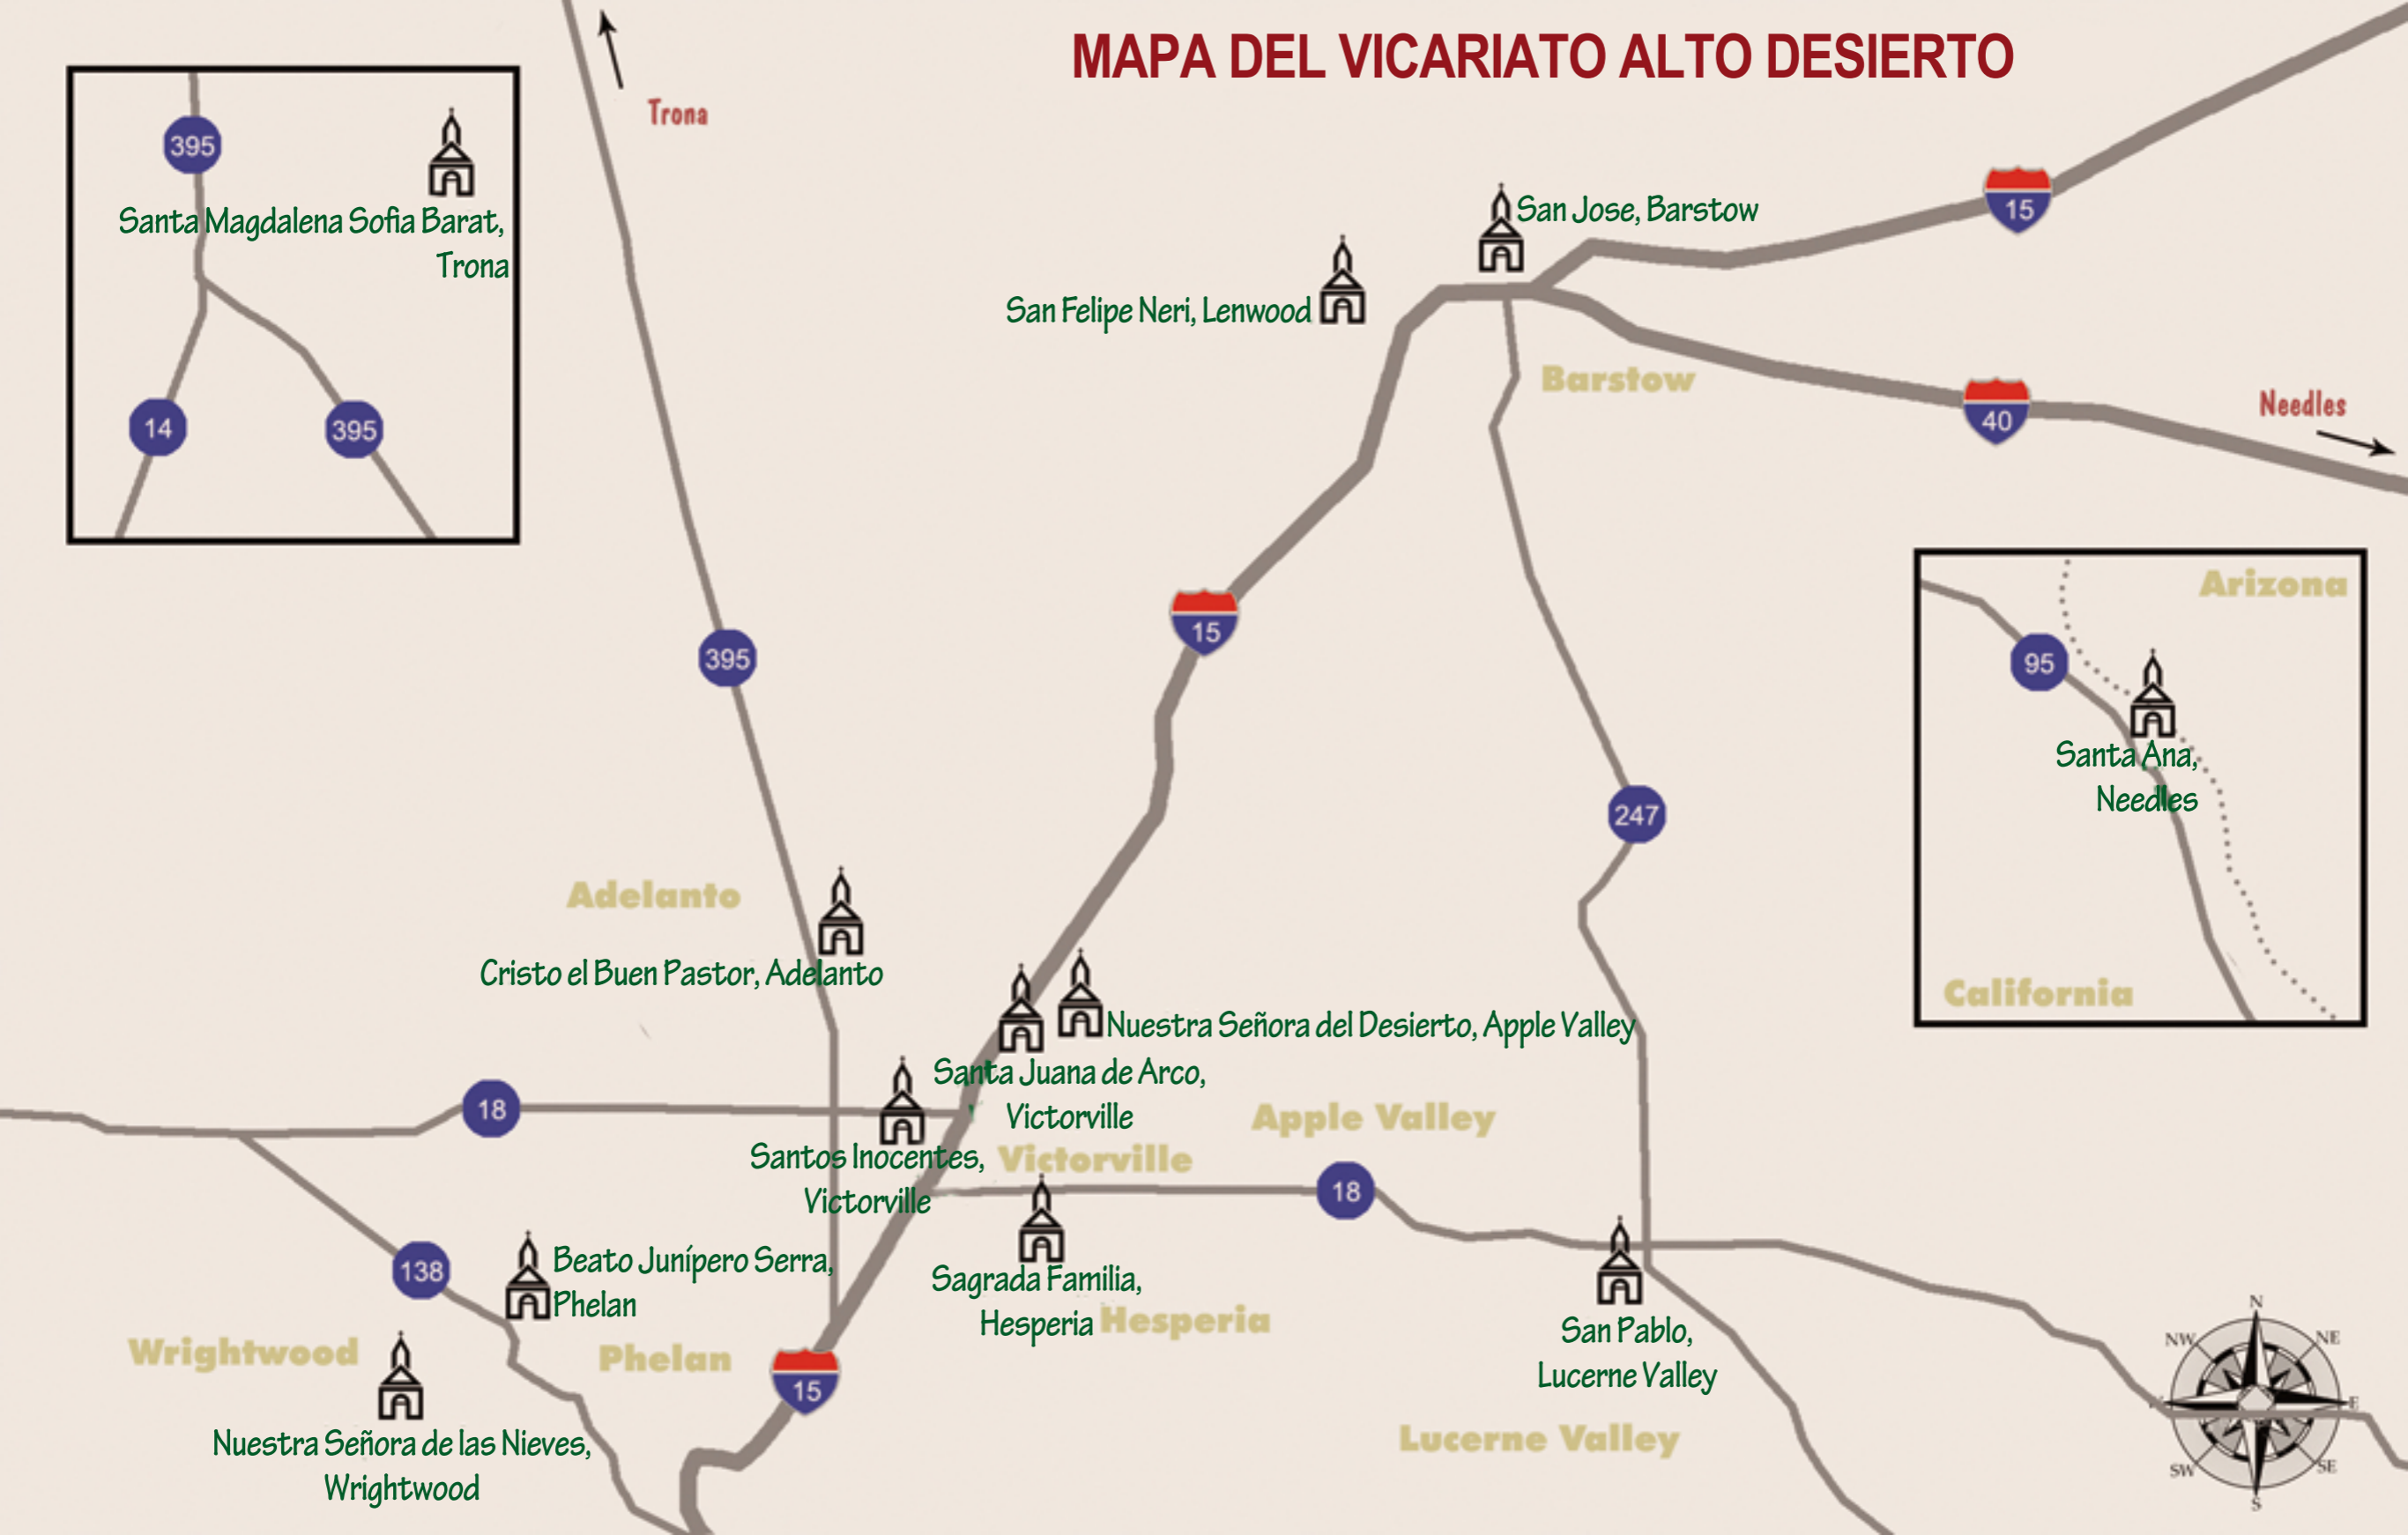 MAPA DEL VICARIATO ALTO DESIERTO
Trona
395
Santa Magdalena Sofia Barat,
Trona
14
395
San Jose, Barstow
15
San Felipe Neri, Lenwood
Barstow
40
Needles
15
395
Arizona
95
Santa Ana,
Needles
California
247
Adelanto
Cristo el Buen Pastor, Adelanto
Nuestra Señora del Desierto, Apple Valley
Santa Juana de Arco,
Victorville
18
Apple Valley
Santos Inocentes,
Victorville
Victorville
18
138
Beato Junípero Serra,
Phelan
Sagrada Familia,
Hesperia
Hesperia
San Pablo,
Lucerne Valley
Wrightwood
Phelan
15
Nuestra Señora de las Nieves,
Wrightwood
Lucerne Valley
N
NW
NE
E
SW
SE
S